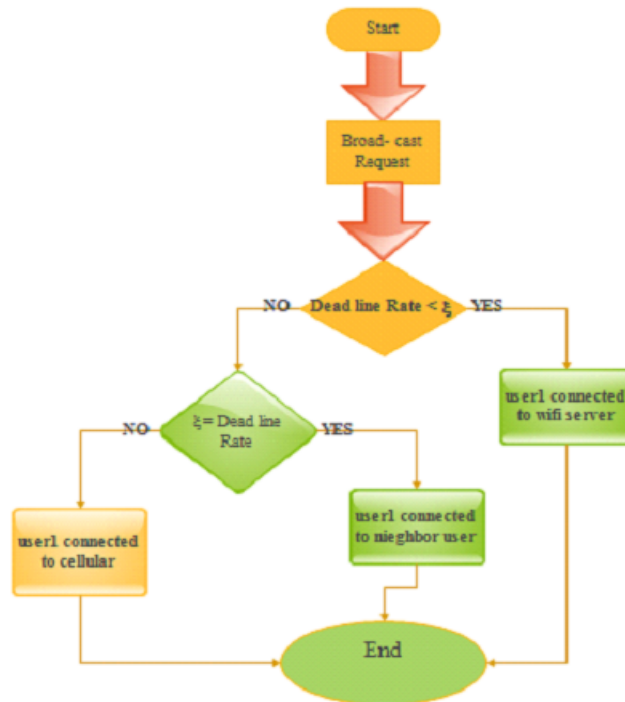 Start
Broad- cast
Request
NO
Dead line Rate < ξ
YES
NO
ξ= Dead line
Rate
YES
user1 connected
to wifi server
user1 connected
to cellular
user1 connected
to nieghbor user
End